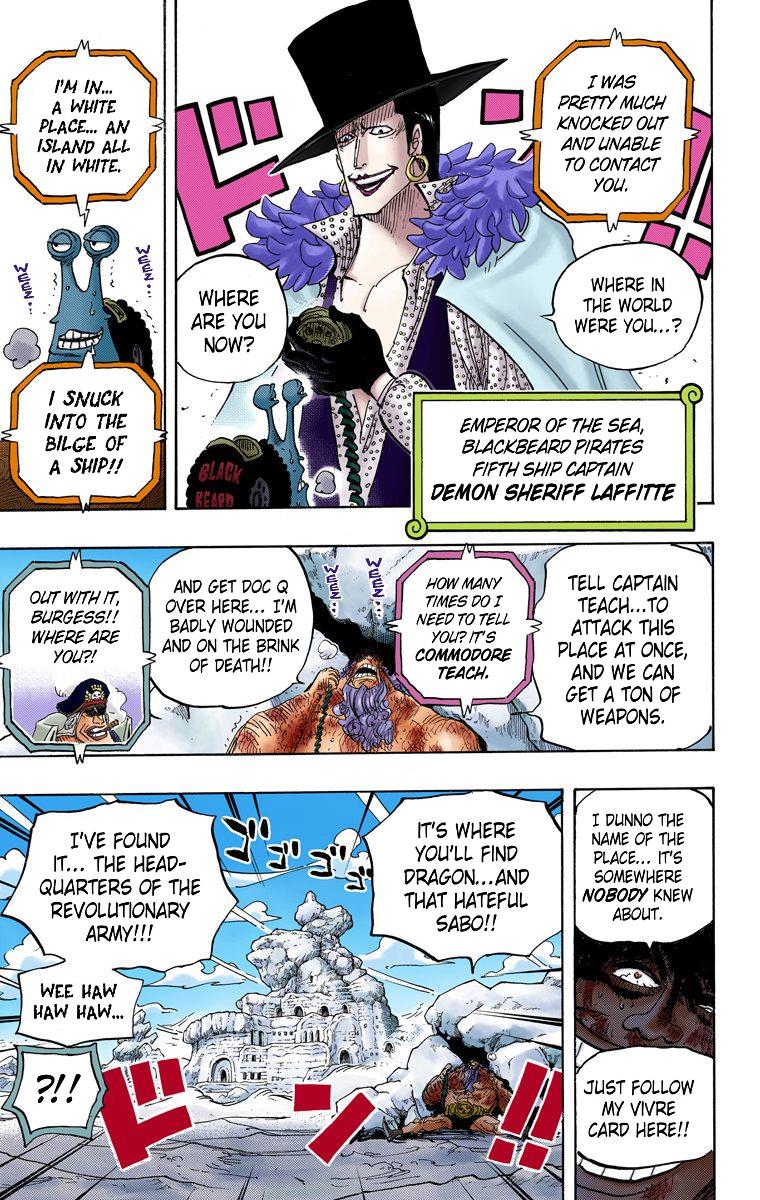 I WAS
PRETTY MUCH
KNOCKED OUT
AND UNABLE
TO CONTACT
YOU.
ド
ン
!!
WHERE
IN THE
WORLD
WERE YOU...?
WHERE
ARE YOU
NOW?
BLACK
BEARD
EMPEROR OF THE SEA,
BLACKBEARD PIRATES
FIFTH SHIP CAPTAIN
DEMON SHERIFF LAFFITTE
I'M IN...
A WHITE
PLACE... AN
ISLAND ALL
IN WHITE.
WEEZ...
WEEZ...
I SNUCK
INTO THE
BILGE OF
A SHIP!!
TELL CAPTAIN
TEACH...TO
ATTACK THIS
PLACE AT ONCE,
AND WE CAN
GET A TON OF
WEAPONS.
HOW MANY
TIMES DO I
NEED TO TELL
YOU? IT'S
COMMODORE
TEACH.
WEEZ...
WEEZ...
AND GET DOC Q
OVER HERE... I'M
BADLY WOUNDED
AND ON THE BRINK
OF DEATH!!
OUT WITH IT,
BURGESS!!
WHERE ARE
YOU?!
I DUNNO THE
NAME OF THE
PLACE... IT'S
SOMEWHERE
NOBODY KNEW
ABOUT.
JUST FOLLOW
MY VIVRE
CARD HERE!!
IT'S WHERE
YOU'LL FIND
DRAGON...AND
THAT HATEFUL
SABO!!
ゴゴゴゴ
I'VE FOUND
IT... THE HEAD-
QUARTERS OF THE
REVOLUTIONARY
ARMY!!!
WEE HAW
HAW HAW...
?!!
ドン!!